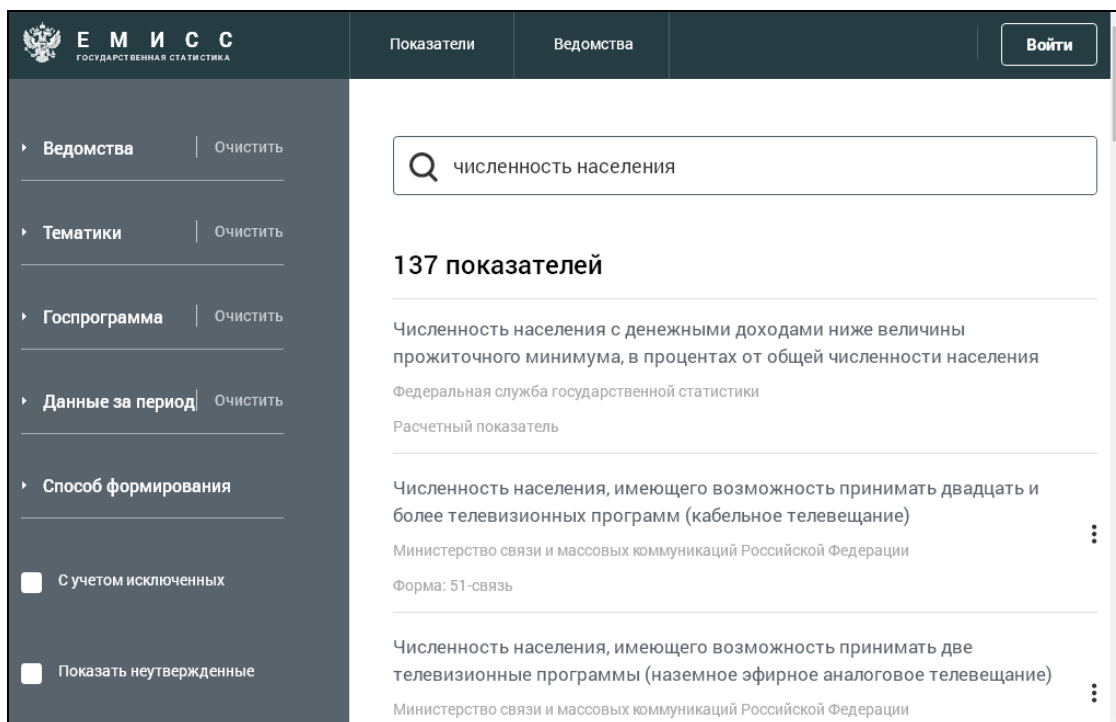 ЕМИСС
ГОСУДАРСТВЕННАЯ СТАТИСТИКА
Показатели
Ведомства
Войти
Ведомства
Очистить
Тематики
Очистить
Госпрограмма
Очистить
Данные за период
Очистить
Способ формирования
С учетом исключенных
Показать неутвержденные
численность населения
137 показателей
Численность населения с денежными доходами ниже величины
прожиточного минимума, в процентах от общей численности населения
Федеральная служба государственной статистики
Расчетный показатель
Численность населения, имеющего возможность принимать двадцать и
более телевизионных программ (кабельное телевещание)
Министерство связи и массовых коммуникаций Российской Федерации
Форма: 51-связь
Численность населения, имеющего возможность принимать две
телевизионные программы (наземное эфирное аналоговое телевещание)
Министерство связи и массовых коммуникаций Российской Федерации